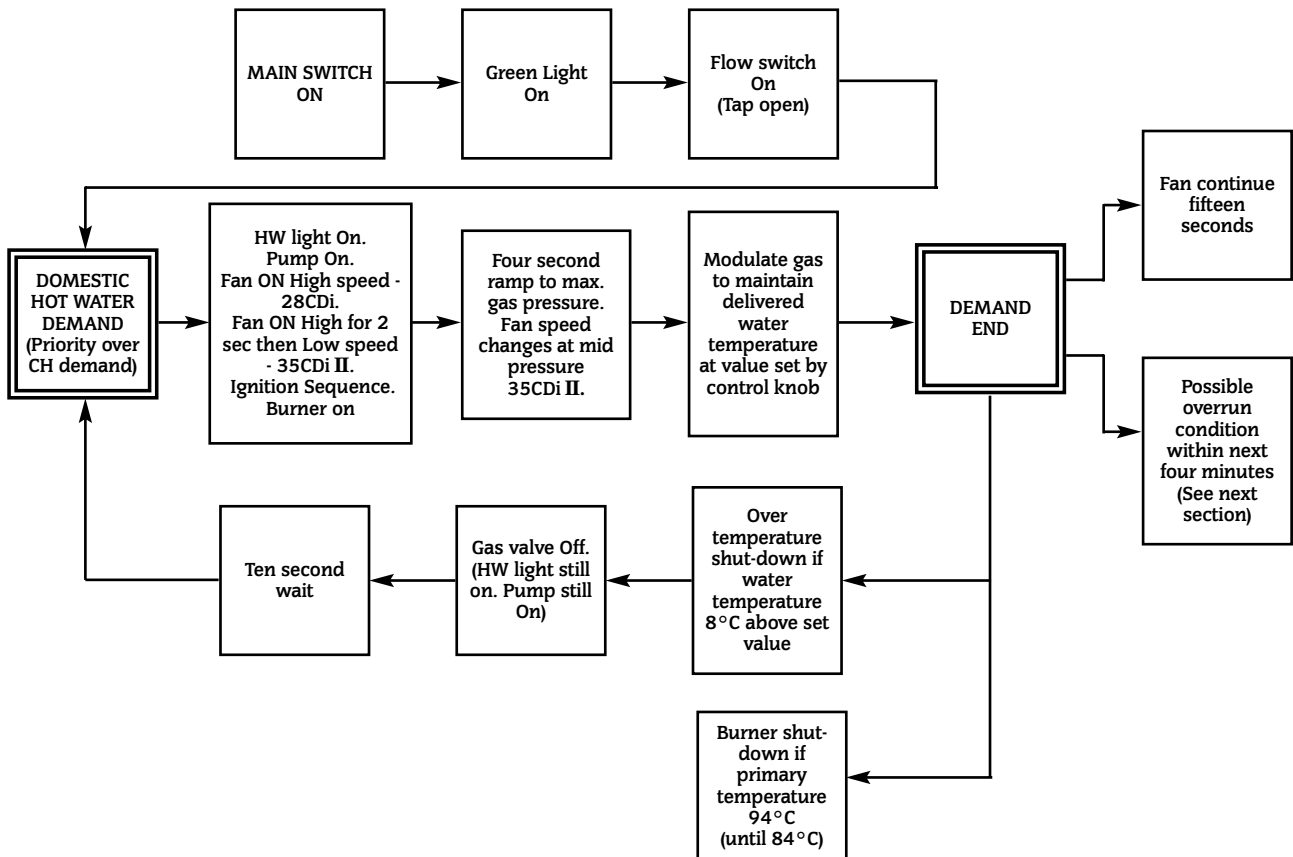 MAIN SWITCH
ON
Green Light
On
Flow switch
On
(Tap open)
Fan continue
fifteen
seconds
DOMESTIC
HOT WATER
DEMAND
(Priority over
CH demand)
HW light On.
Pump On.
Fan ON High speed -
28CDi.
Fan ON High for 2
sec then Low speed
- 35CDi II.
Ignition Sequence.
Burner on
Four second
ramp to max.
gas pressure.
Fan speed
changes at mid
pressure
35CDi II.
Modulate gas
to maintain
delivered
water
temperature
at value set by
control knob
DEMAND
END
Possible
overrun
condition
within next
four minutes
(See next
section)
Ten second
wait
Gas valve Off.
(HW light still
on. Pump still
On)
Over
temperature
shut-down if
water
temperature
8°C above set
value
Burner shut-
down if
primary
temperature
94°C
(until 84°C)